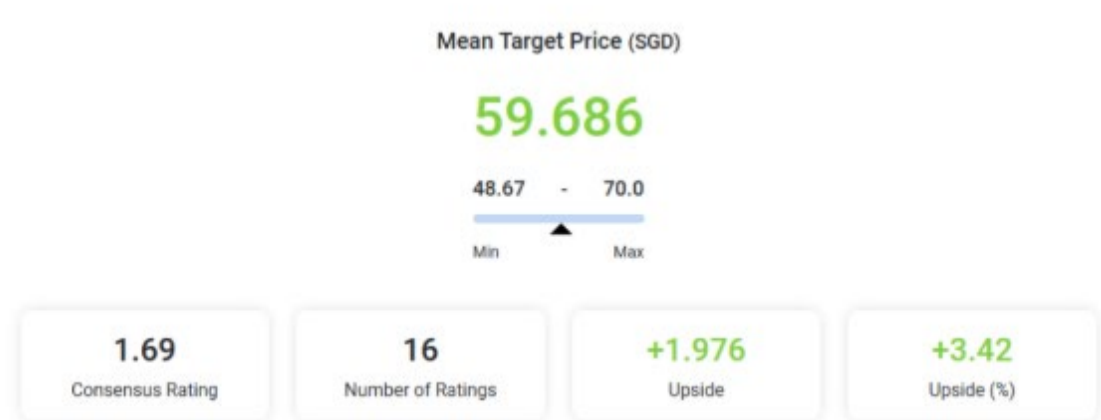 Mean Target Price (SGD)
59.686
48.67 - 70.0
Min Max
1.69 16 +1.976 +3.42
Consensus Rating Number of Ratings Upside Upside (%)